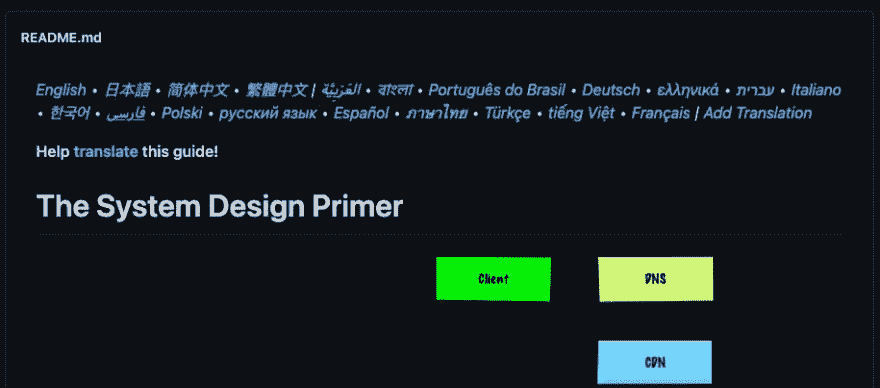 README.md
English • 日本語 • 简体中文 • 繁體中文 | العَرَبِيَّة‎ • বাংলা • Português do Brasil • Deutsch • ελληνικά • עברית • Italiano
• 한국어 • فارسی • Polski • русский язык • Español • ภาษาไทย • Türkçe • tiếng Việt • Français | Add Translation
Help translate this guide!
The System Design Primer
Client
DNS
CDN